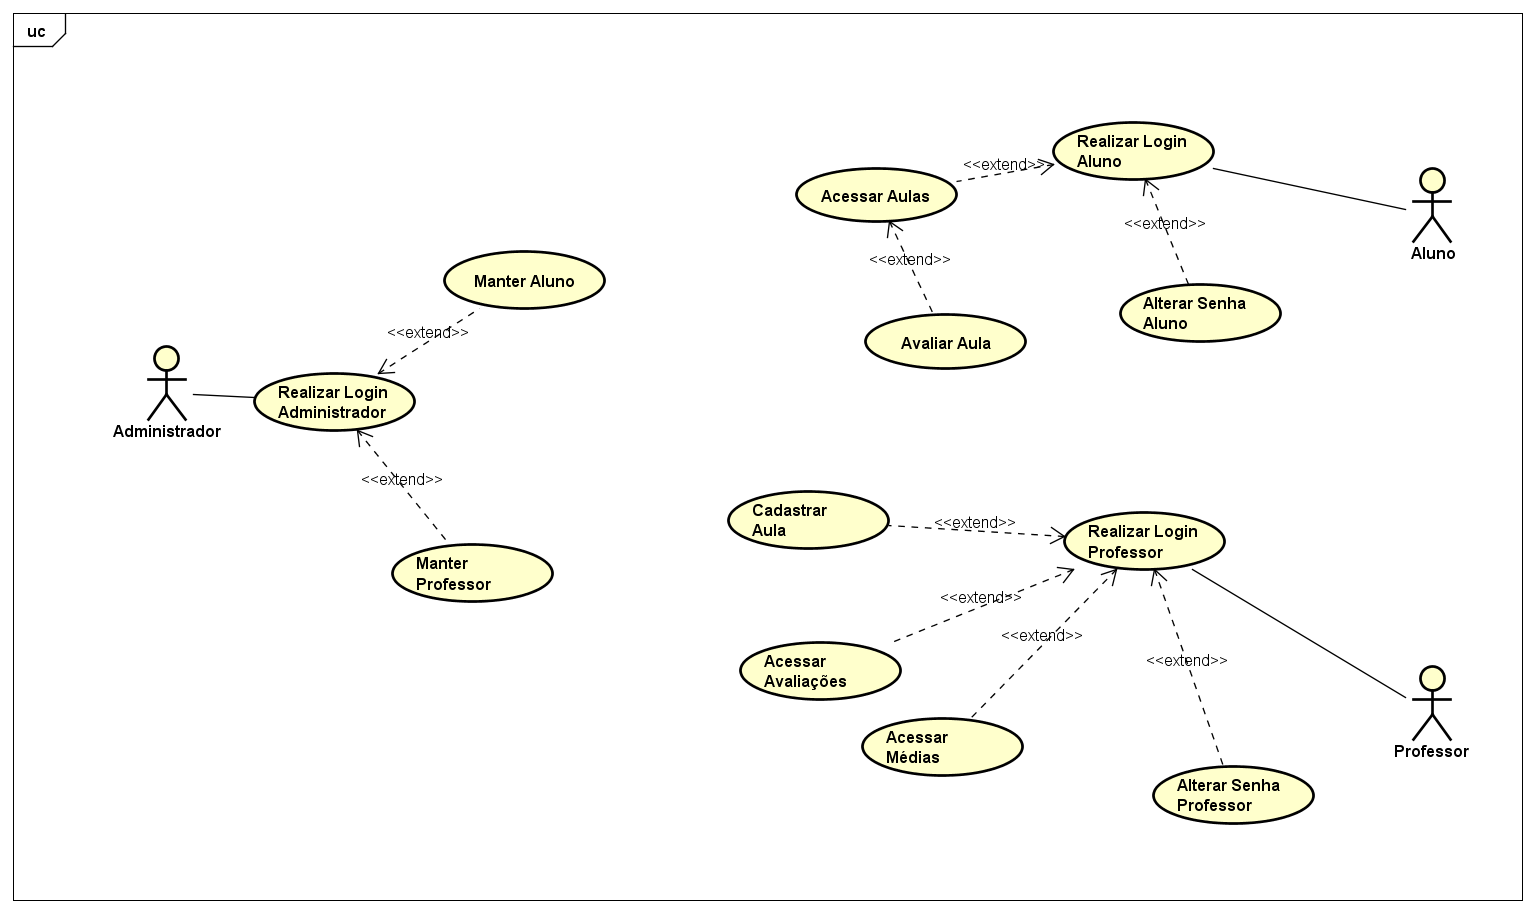 uc
Realizar Login
Aluno
<<extend>>
Acessar Aulas
<<extend>>
Aluno
<<extend>>
Manter Aluno
Alterar Senha
Aluno
<<extend>>
Avaliar Aula
Realizar Login
Administrador
Administrador
<<extend>>
Manter
Professor
Cadastrar
Aula
<<extend>>
Realizar Login
Professor
<<extend>>
<<extend>>
<<extend>>
Acessar
Avaliações
Acessar
Médias
Professor
Alterar Senha
Professor